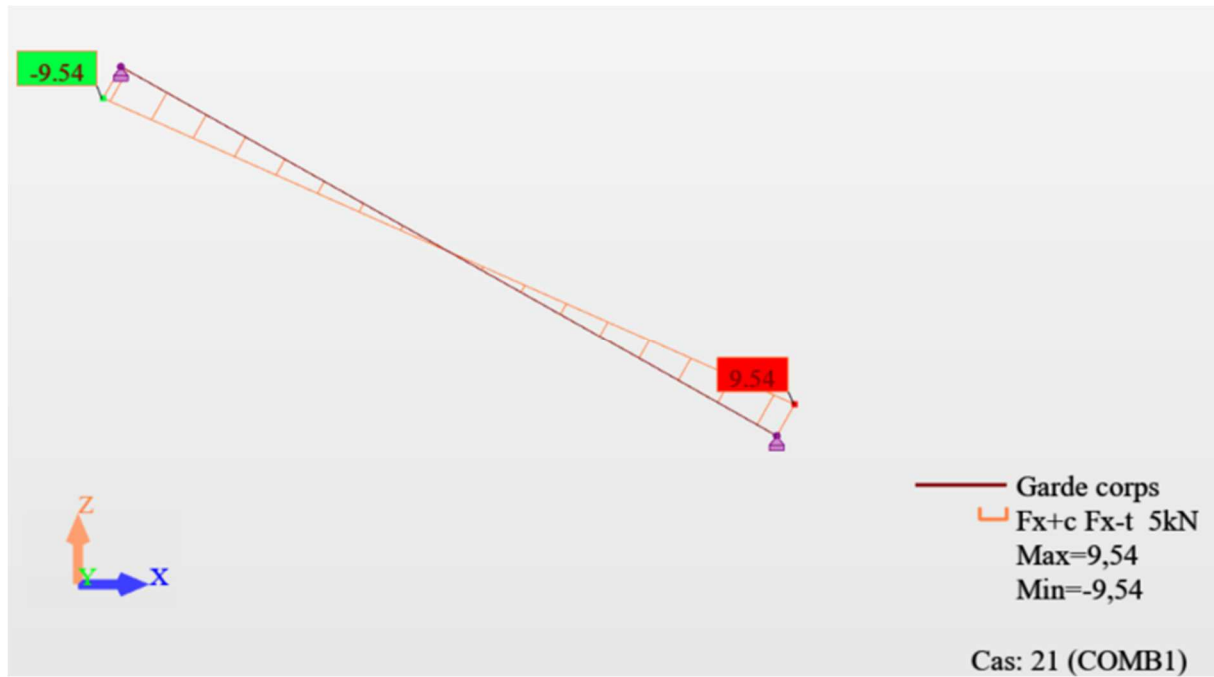 -9.54
9.54
Z
Y
X
Garde corps
Fx+c Fx-t 5kN
Max=9,54
Min=-9,54
Cas: 21 (COMB1)